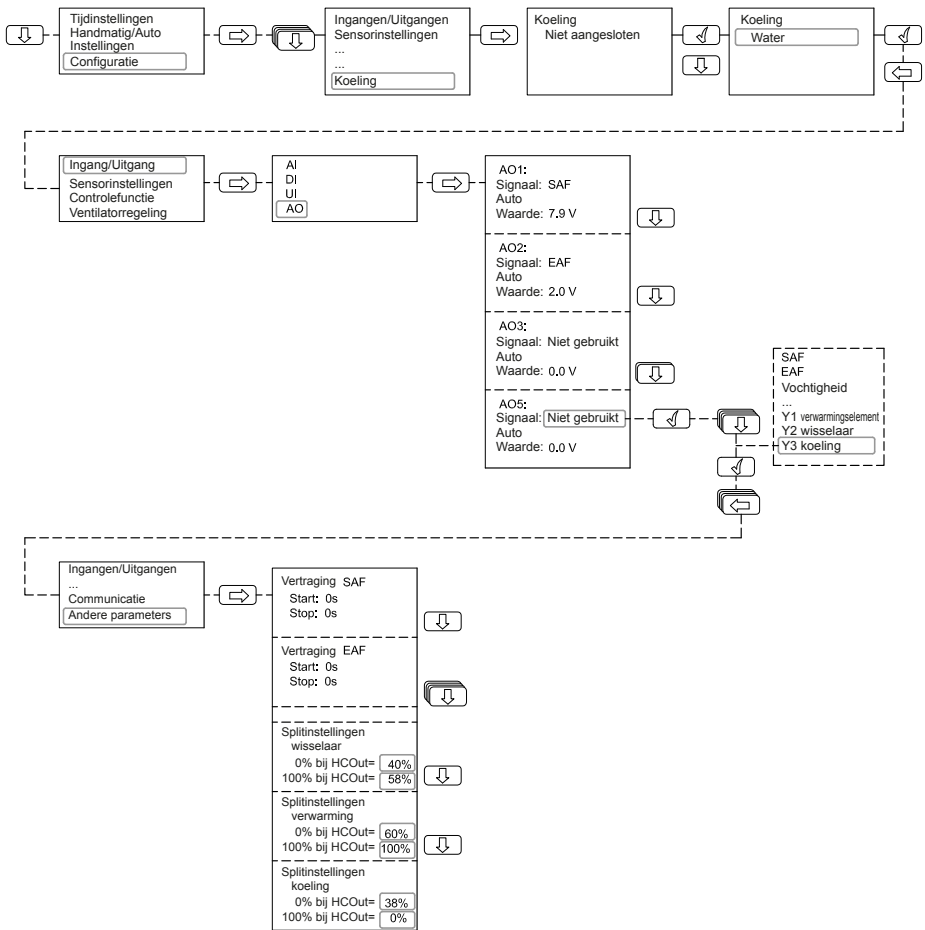 Tijdinstellingen
Handmatig/Auto
Instellingen
Configuratie
Ingangen/Uitgangen
Sensorinstellingen
...
...
Koeling
Koeling
Niet aangesloten
Koeling
Water
Ingang/Uitgang
Sensorinstellingen
Controlefunctie
Ventilatorregeling
AI
DI
UI
AO
AO1:
Signaal: SAF
Auto
Waarde: 7.9 V
AO2:
Signaal: EAF
Auto
Waarde: 2.0 V
AO3:
Signaal: Niet gebruikt
Auto
Waarde: 0.0 V
AO5:
Signaal: Niet gebruikt
Auto
Waarde: 0.0 V
SAF
EAF
Vochtigheid
...
Y1 verwarmingselement
Y2 wisselaar
Y3 koeling
Ingangen/Uitgangen
...
Communicatie
Andere parameters
Vertraging SAF
Start: 0s
Stop: 0s
Vertraging EAF
Start: 0s
Stop: 0s
Splitinstellingen
wisselaar
0% bij HCOut= 40%
100% bij HCOut= 58%
Splitinstellingen
verwarming
0% bij HCOut= 60%
100% bij HCOut= 100%
Splitinstellingen
koeling
0% bij HCOut= 38%
100% bij HCOut= 0%